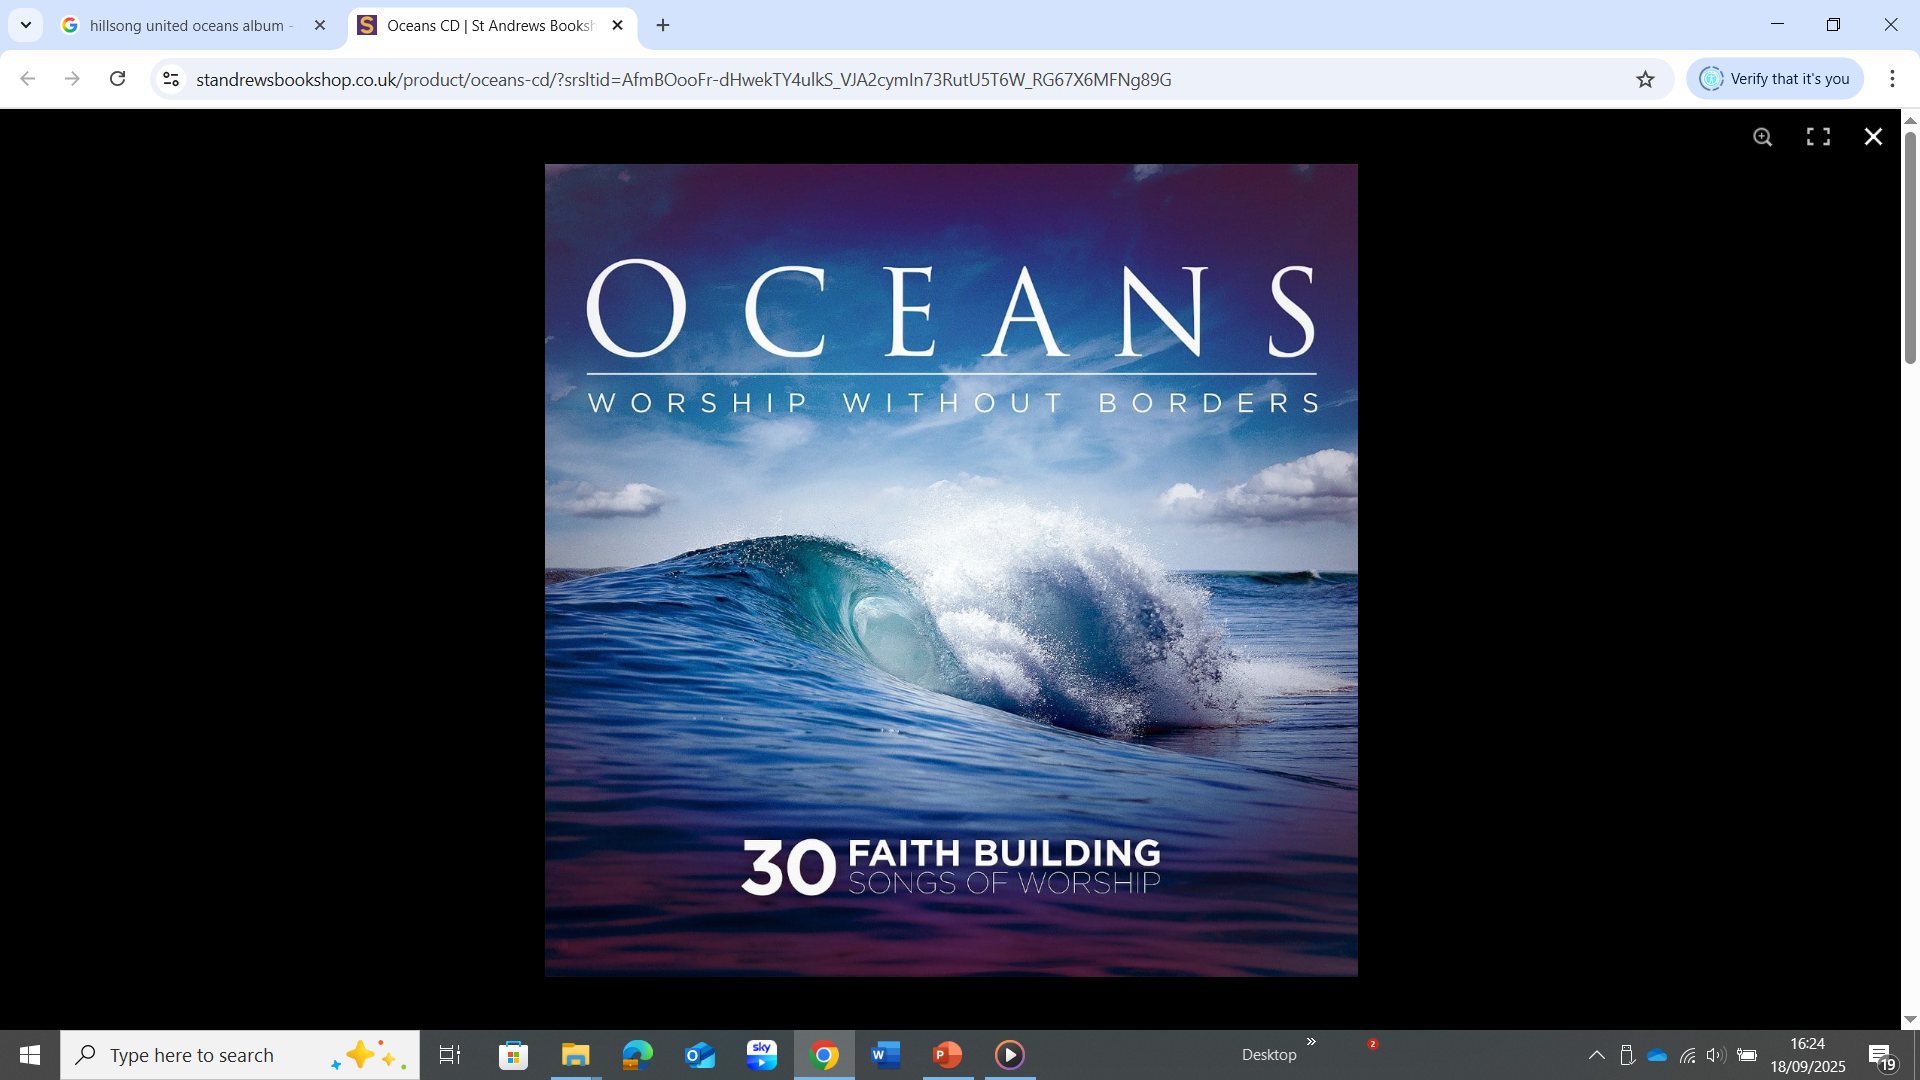 hillsong united oceans album -
Oceans CD | St Andrews Booksh
standrewsbookshop.co.uk/product/oceans-cd/?srsltid=AfmBOooFr-dHwekTY4ulkS_VJA2cymIn73RutU5T6W_RG67X6MFNg89G
Verify that it's you
OCEANS
WORSHIP WITHOUT BORDERS
30 FAITH BUILDING
SONGS OF WORSHIP
Type here to search
sky
Desktop
2
16:24
18/09/2025
19